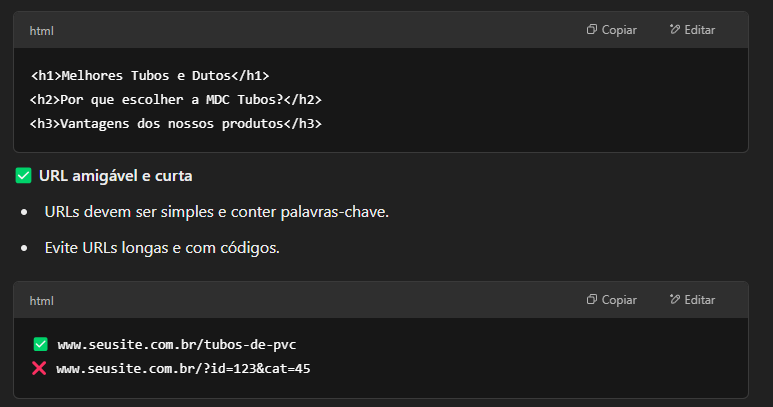 html
Copiar
Editar
<h1>Melhores Tubos e Dutos</h1>
<h2>Por que escolher a MDC Tubos?</h2>
<h3>Vantagens dos nossos produtos</h3>
✅ URL amigável e curta
• URLs devem ser simples e conter palavras-chave.
• Evite URLs longas e com códigos.
html
Copiar
Editar
✅ www.seusite.com.br/tubos-de-pvc
❌ www.seusite.com.br/?id=123&cat=45